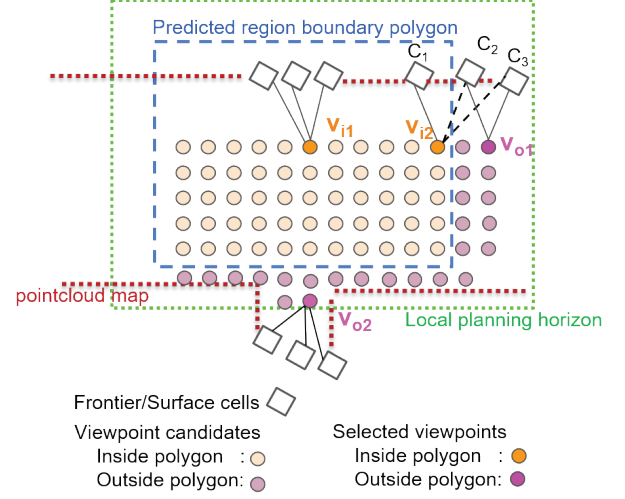 Predicted region boundary polygon
C1
C2
C3
vi1
vi2
vo1
pointcloud map
vo2
Local planning horizon
Frontier/Surface cells
Viewpoint candidates
Inside polygon :
Outside polygon:
Selected viewpoints
Inside polygon :
Outside polygon: